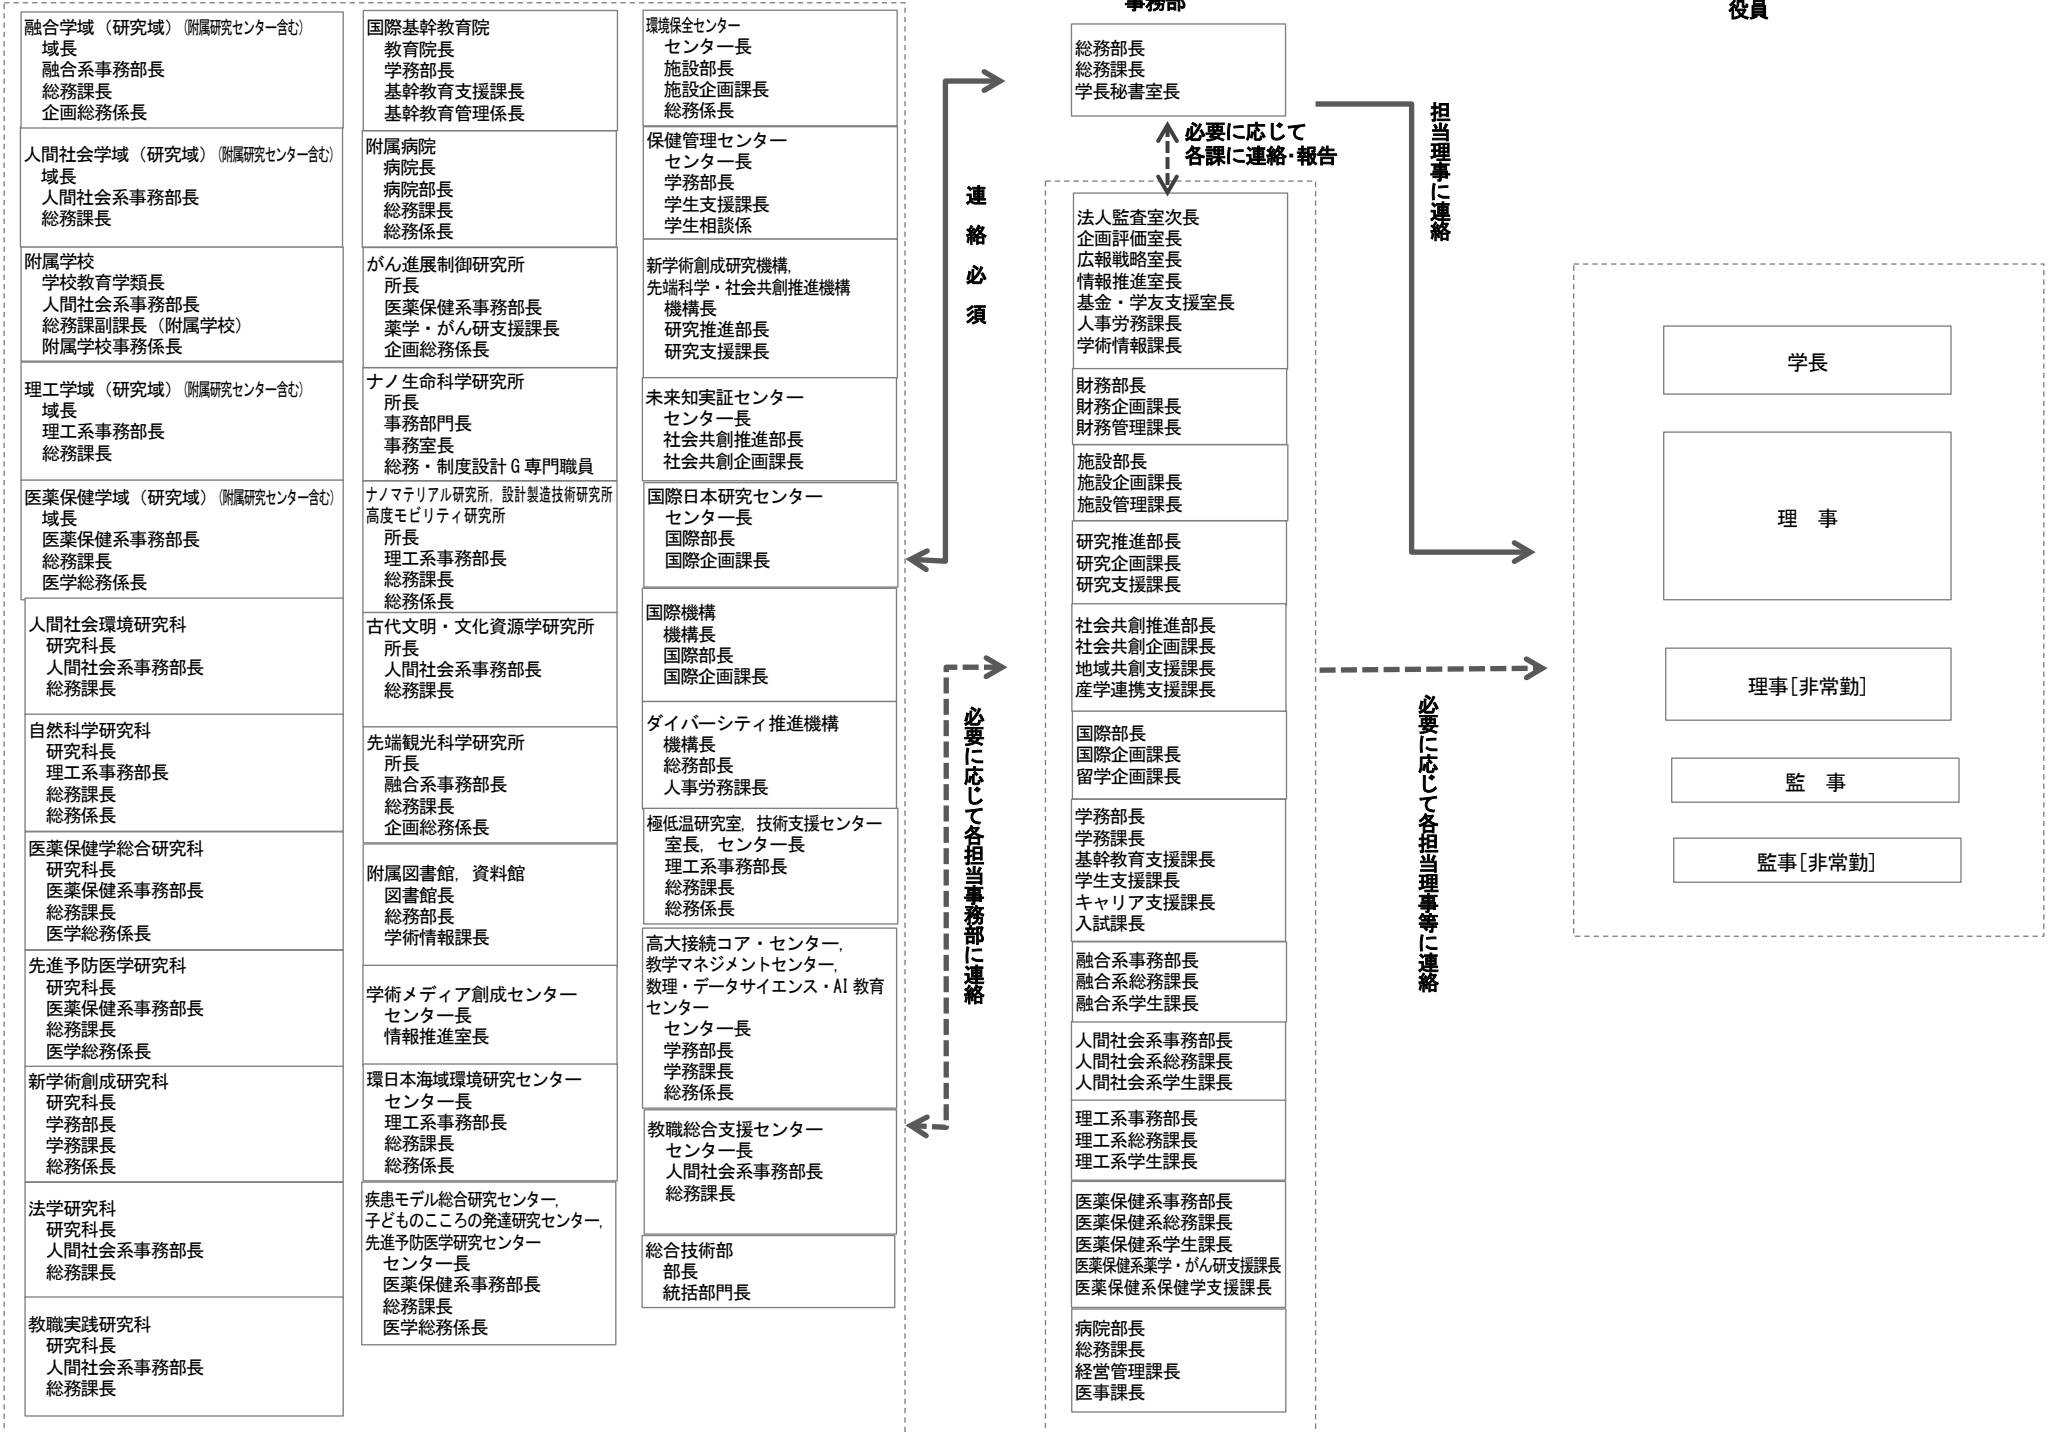 融合学域（研究域）（附属研究センター含む）
域長
融合系事務部長
総務課長
企画総務係長
人間社会学域（研究域）（附属研究センター含む）
域長
人間社会系事務部長
総務課長
附属学校
学校教育学類長
人間社会系事務部長
総務課副課長（附属学校）
附属学校事務係長
理工学域（研究域）（附属研究センター含む）
域長
理工系事務部長
総務課長
医薬保健学域（研究域）（附属研究センター含む）
域長
医薬保健系事務部長
総務課長
医学総務係長
人間社会環境研究科
研究科長
人間社会系事務部長
総務課長
自然科学研究科
研究科長
理工系事務部長
総務課長
総務係長
医薬保健学総合研究科
研究科長
医薬保健系事務部長
総務課長
医学総務係長
先進予防医学研究科
研究科長
医薬保健系事務部長
総務課長
医学総務係長
新学術創成研究科
研究科長
学務部長
学務課長
総務係長
法学研究科
研究科長
人間社会系事務部長
総務課長
教職実践研究科
研究科長
人間社会系事務部長
総務課長
国際基幹教育院
教育院長
学務部長
基幹教育支援課長
基幹教育管理係長
附属病院
病院長
病院部長
総務課長
総務係長
がん進展制御研究所
所長
医薬保健系事務部長
薬学・がん研支援課長
企画総務係長
ナノ生命科学研究所
所長
事務部門長
事務室長
総務・制度設計G専門職員
ナノマテリアル研究所，設計製造技術研究所
高度モビリティ研究所
所長
理工系事務部長
総務課長
総務係長
古代文明・文化資源学研究所
所長
人間社会系事務部長
総務課長
先端観光科学研究所
所長
融合系事務部長
総務課長
企画総務係長
附属図書館，資料館
図書館長
総務部長
学術情報課長
学術メディア創成センター
センター長
情報推進室長
環日本海域環境研究センター
センター長
理工系事務部長
総務課長
総務係長
疾患モデル総合研究センター，
子どものこころの発達研究センター，
先進予防医学研究センター
センター長
医薬保健系事務部長
総務課長
医学総務係長
環境保全センター
センター長
施設部長
施設企画課長
総務係長
保健管理センター
センター長
学務部長
学生支援課長
学生相談係
新学術創成研究機構，
先端科学・社会共創推進機構
機構長
研究推進部長
研究支援課長
未来知実証センター
センター長
社会共創推進部長
社会共創企画課長
国際日本研究センター
センター長
国際部長
国際企画課長
国際機構
機構長
国際部長
国際企画課長
ダイバーシティ推進機構
機構長
総務部長
人事労務課長
極低温研究室，技術支援センター
室長，センター長
理工系事務部長
総務課長
総務係長
高大接続コア・センター，
教学マネジメントセンター，
数理・データサイエンス・AI教育
センター
センター長
学務部長
学務課長
総務係長
教職総合支援センター
センター長
人間社会系事務部長
総務課長
総合技術部
部長
統括部門長
連絡必須
必要に応じて各担当事務部に連絡
事務部
総務部長
総務課長
学長秘書室長
必要に応じて
各課に連絡・報告
法人監査室次長
企画評価室長
広報戦略室長
情報推進室長
基金・学友支援室長
人事労務課長
学術情報課長
財務部長
財務企画課長
財務管理課長
施設部長
施設企画課長
施設管理課長
研究推進部長
研究企画課長
研究支援課長
社会共創推進部長
社会共創企画課長
地域共創支援課長
産学連携支援課長
国際部長
国際企画課長
留学企画課長
学務部長
学務課長
基幹教育支援課長
学生支援課長
キャリア支援課長
入試課長
融合系事務部長
融合系総務課長
融合系学生課長
人間社会系事務部長
人間社会系総務課長
人間社会系学生課長
理工系事務部長
理工系総務課長
理工系学生課長
医薬保健系事務部長
医薬保健系総務課長
医薬保健系学生課長
医薬保健系薬学・がん研支援課長
医薬保健系保健学支援課長
病院部長
総務課長
経営管理課長
医事課長
担当理事に連絡
必要に応じて各担当理事等に連絡
役員
学長
理　事
理事[非常勤]
監　事
監事[非常勤]